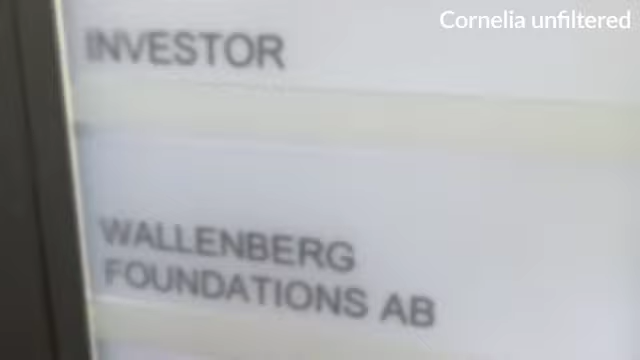 Cornelia unfiltered
INVESTOR
WALLENBERG
FOUNDATIONS AB